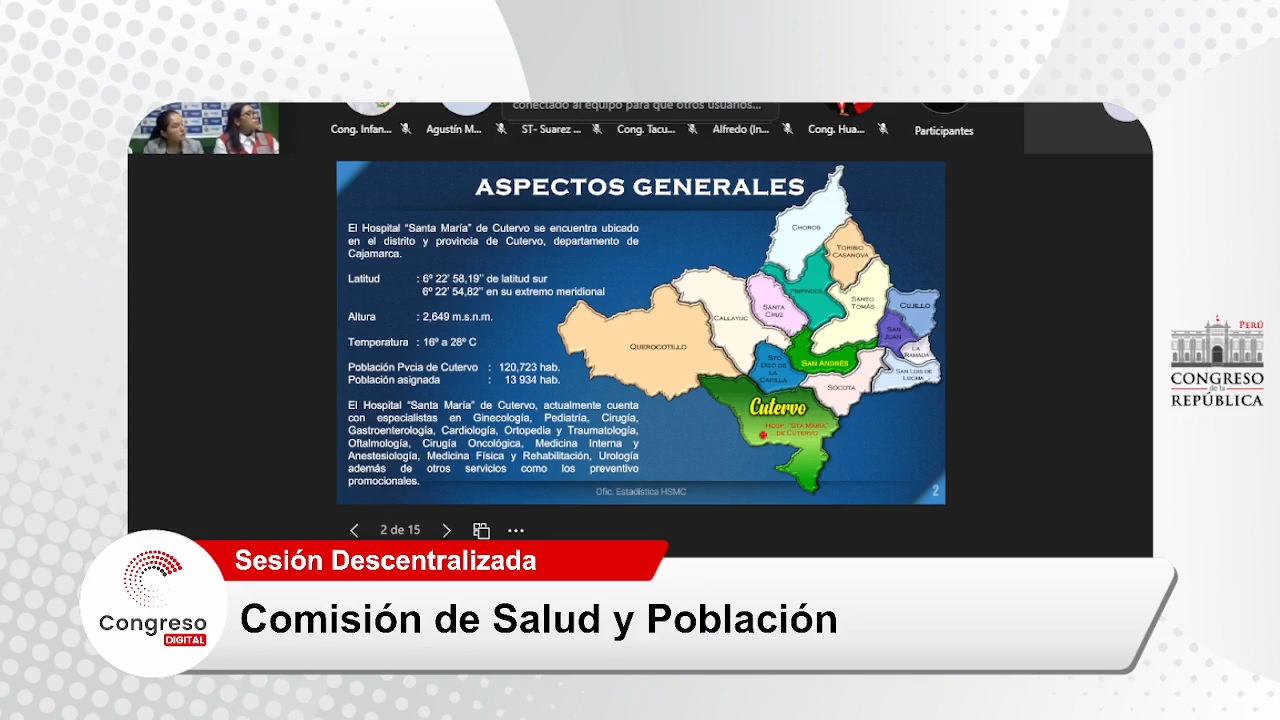 conectado al equipo para que otros usuarios...
Cong. Infan...
Agustín M...
ST- Suarez ...
Cong. Tacu...
Alfredo (In...
Cong. Hua...
Participantes
ASPECTOS GENERALES
El Hospital “Santa María” de Cutervo se encuentra ubicado
en el distrito y provincia de Cutervo, departamento de
Cajamarca.
Latitud : 6º 22’ 58,19’’ de latitud sur
6º 22’ 54,82’’ en su extremo meridional
Altura : 2,649 m.s.n.m.
Temperatura : 16º a 28º C
Población Pvcia de Cutervo : 120,723 hab.
Población asignada : 13 934 hab.
El Hospital “Santa María” de Cutervo, actualmente cuenta
con especialistas en Ginecología, Pediatría, Cirugía,
Gastroenterología, Cardiología, Ortopedia y Traumatología,
Oftalmología, Cirugía Oncológica, Medicina Interna y
Anestesiología, Medicina Física y Rehabilitación, Urología
además de otros servicios como los preventivo
promocionales.
CHOROS
TORIBIO
CASANOVA
PIMPINGOS
SANTO
TOMÁS
CUJILLO
SANTA
CRUZ
CALLAYUC
SAN
JUAN
LA
RAMADA
QUEROCOTILLO
STO
DGO DE
LA
CAPILLA
SAN ANDRÉS
SAN LUIS DE
LUCMA
SÓCOTA
Cutervo
HOSP. “STA MARÍA”
DE CUTERVO
Ofic. Estadística HSMC
2
2 de 15
Sesión Descentralizada
Comisión de Salud y Población
Congreso
DIGITAL
PERÚ
CONGRESO
de la
REPÚBLICA